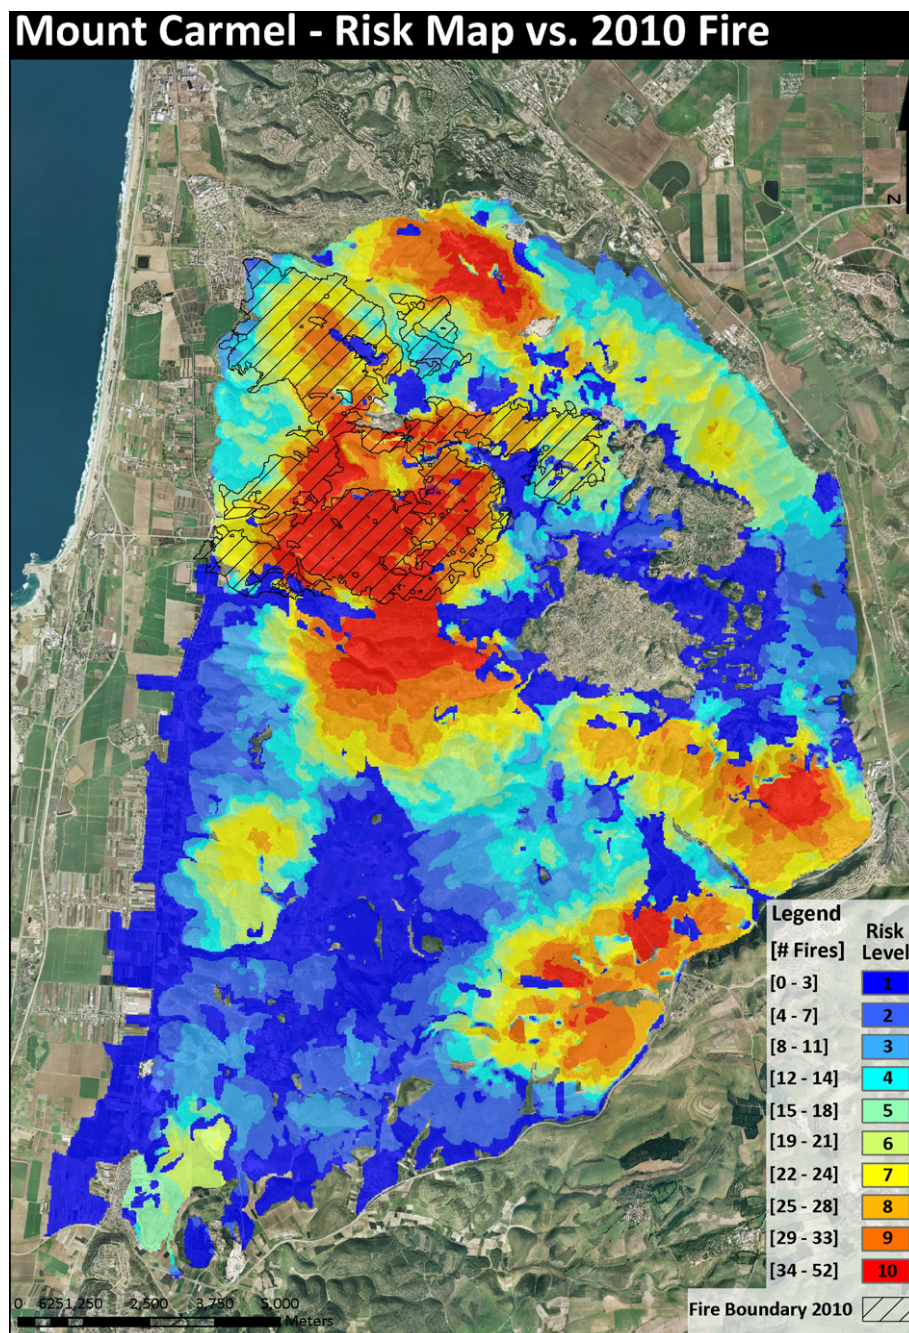 Mount Carmel - Risk Map vs. 2010 Fire
N
Legend
[# Fires] Risk Level
[0 - 3] 1
[4 - 7] 2
[8 - 11] 3
[12 - 14] 4
[15 - 18] 5
[19 - 21] 6
[22 - 24] 7
[25 - 28] 8
[29 - 33] 9
[34 - 52] 10
Fire Boundary 2010
0 6251,250 2,500 3,750 5,000
Meters